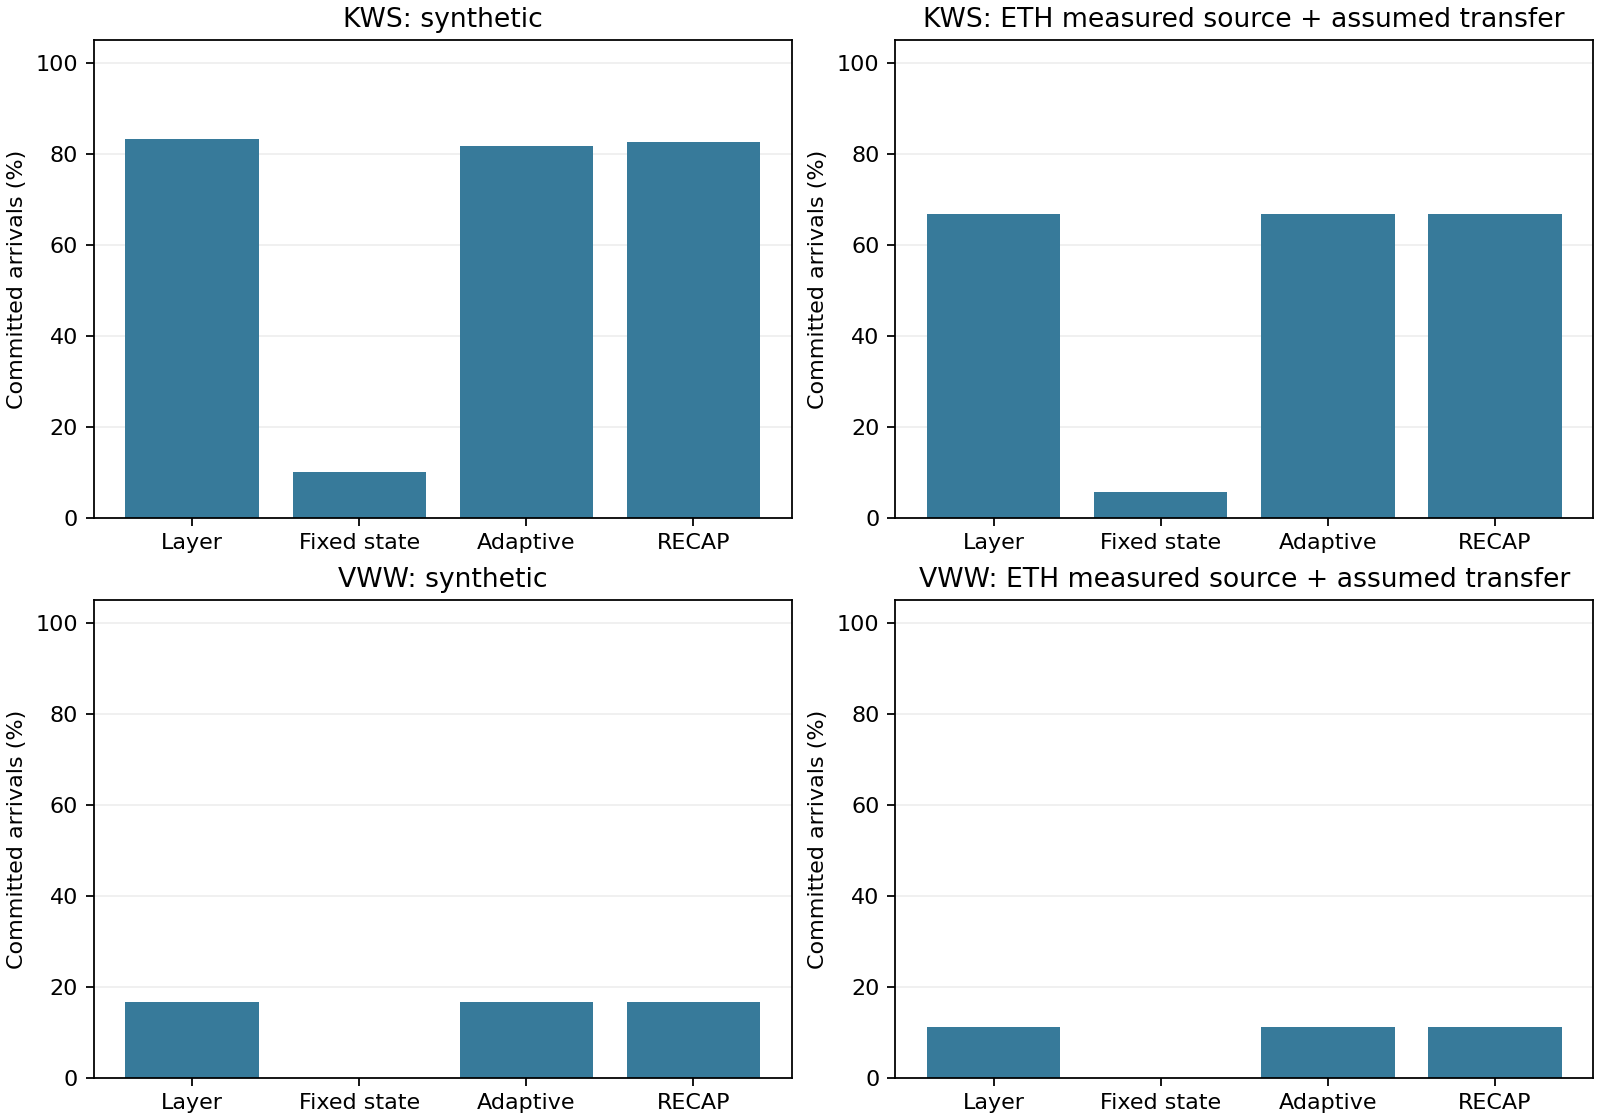 KWS: synthetic
Committed arrivals (%)
100
80
60
40
20
0
Layer Fixed state Adaptive RECAP
KWS: ETH measured source + assumed transfer
Committed arrivals (%)
100
80
60
40
20
0
Layer Fixed state Adaptive RECAP
VWW: synthetic
Committed arrivals (%)
100
80
60
40
20
0
Layer Fixed state Adaptive RECAP
VWW: ETH measured source + assumed transfer
Committed arrivals (%)
100
80
60
40
20
0
Layer Fixed state Adaptive RECAP